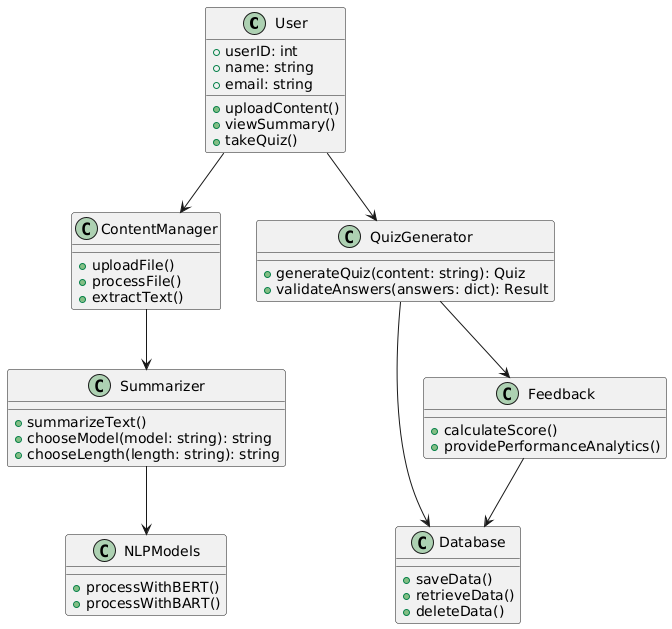 C User
userID: int
name: string
email: string
uploadContent()
viewSummary()
takeQuiz()
C ContentManager
uploadFile()
processFile()
extractText()
C QuizGenerator
generateQuiz(content: string): Quiz
validateAnswers(answers: dict): Result
C Summarizer
summarizeText()
chooseModel(model: string): string
chooseLength(length: string): string
C Feedback
calculateScore()
providePerformanceAnalytics()
C NLPModels
processWithBERT()
processWithBART()
C Database
saveData()
retrieveData()
deleteData()